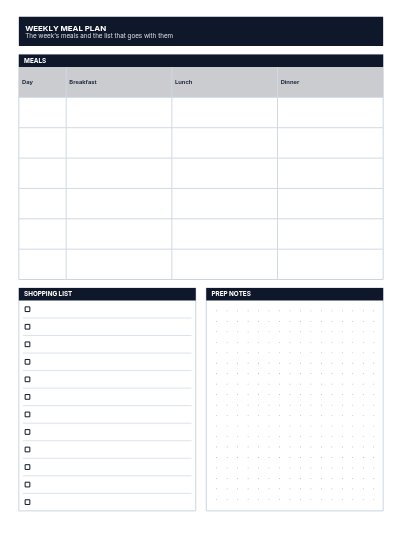 WEEKLY MEAL PLAN
The week's meals and the list that goes with them
MEALS
Day Breakfast Lunch Dinner
SHOPPING LIST
PREP NOTES